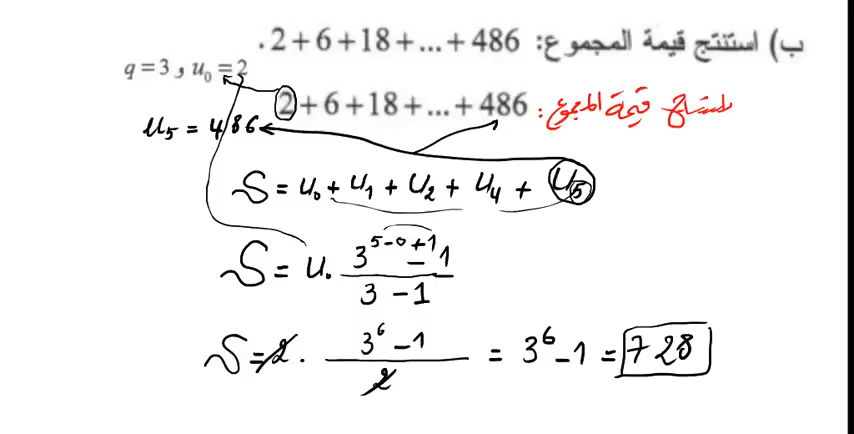 ب) استنتج قيمة المجموع: 2+6+18+...+486.
q = 3 و u₀ = 2
استنتاج قيمة المجموع: 2+6+18+...+486
u₅ = 486
S = u₀ + u₁ + u₂ + u₄ + u₅
S = u₀ (3^(5-0+1) - 1)/(3 - 1)
S = 2 · (3⁶ - 1)/2 = 3⁶ - 1 = 728